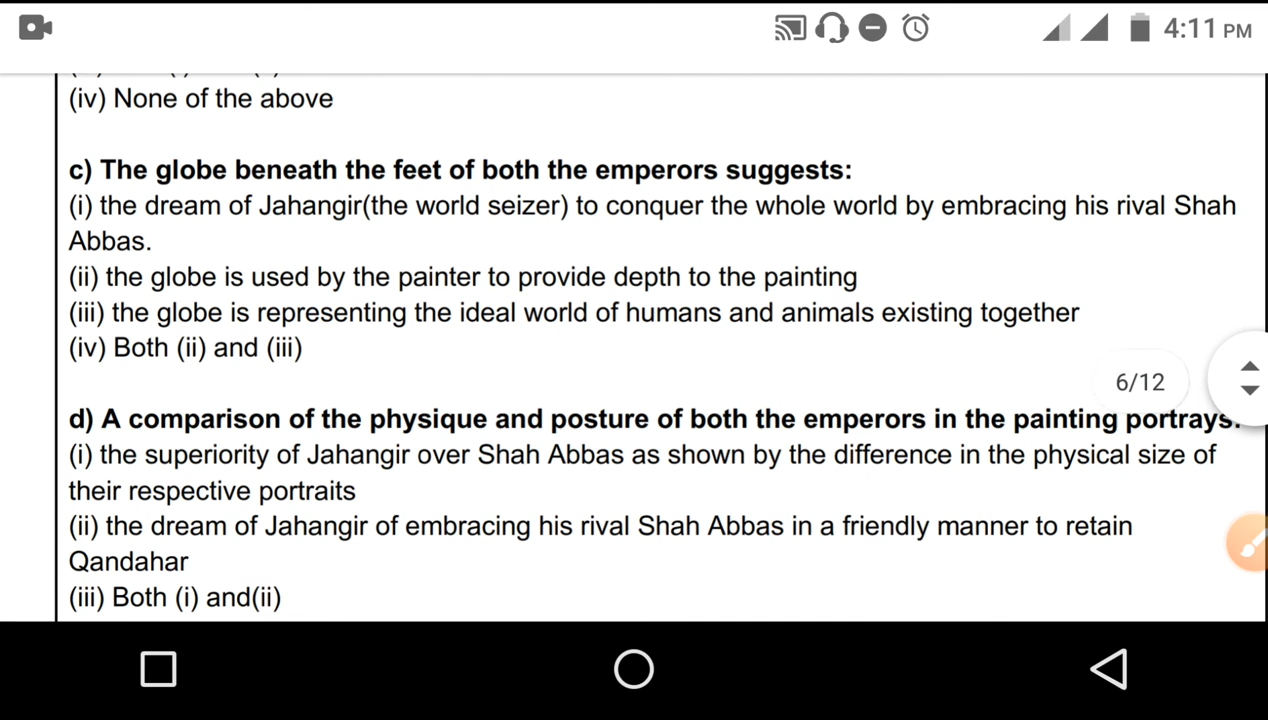 4:11 PM
(iv) None of the above
c) The globe beneath the feet of both the emperors suggests:
(i) the dream of Jahangir(the world seizer) to conquer the whole world by embracing his rival Shah
Abbas.
(ii) the globe is used by the painter to provide depth to the painting
(iii) the globe is representing the ideal world of humans and animals existing together
(iv) Both (ii) and (iii)
6/12
d) A comparison of the physique and posture of both the emperors in the painting portrays:
(i) the superiority of Jahangir over Shah Abbas as shown by the difference in the physical size of
their respective portraits
(ii) the dream of Jahangir of embracing his rival Shah Abbas in a friendly manner to retain
Qandahar
(iii) Both (i) and(ii)